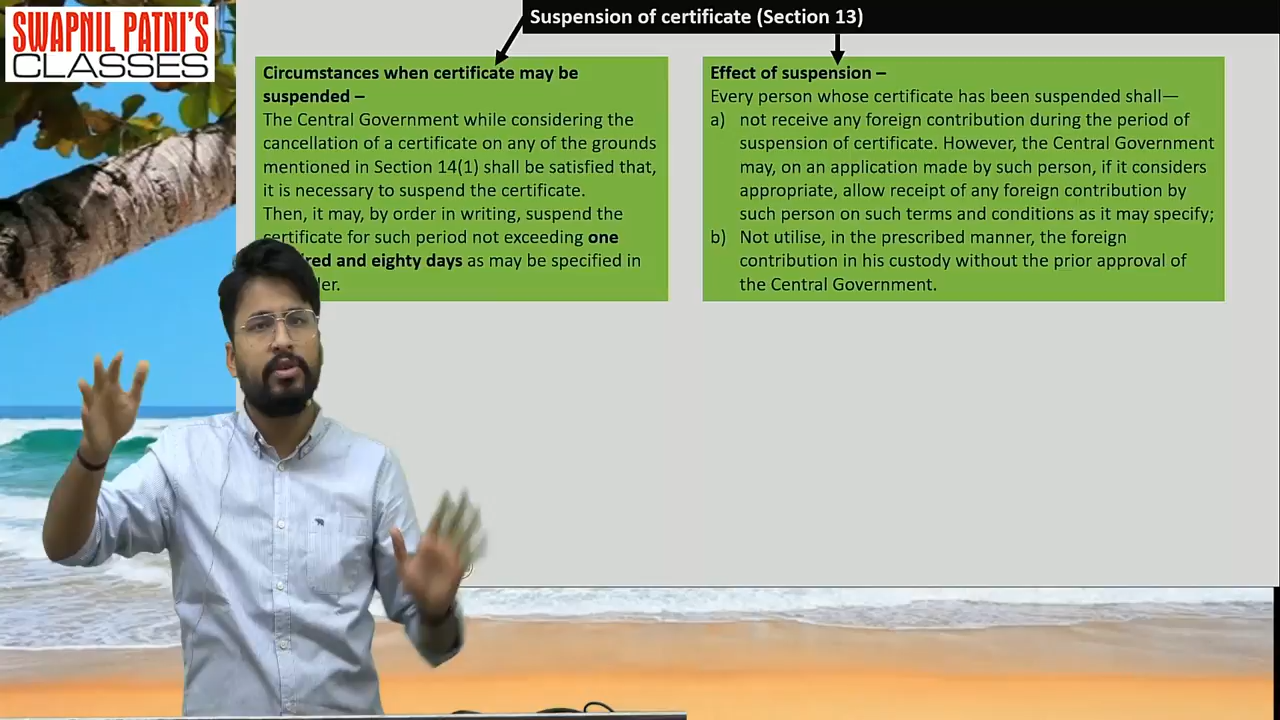 SWAPNIL PATNI'S
CLASSES
Suspension of certificate (Section 13)
Circumstances when certificate may be
suspended –
The Central Government while considering the
cancellation of a certificate on any of the grounds
mentioned in Section 14(1) shall be satisfied that,
it is necessary to suspend the certificate.
Then, it may, by order in writing, suspend the
certificate for such period not exceeding one
and eighty days as may be specified in
Effect of suspension –
Every person whose certificate has been suspended shall—
a) not receive any foreign contribution during the period of
suspension of certificate. However, the Central Government
may, on an application made by such person, if it considers
appropriate, allow receipt of any foreign contribution by
such person on such terms and conditions as it may specify;
b) Not utilise, in the prescribed manner, the foreign
contribution in his custody without the prior approval of
the Central Government.